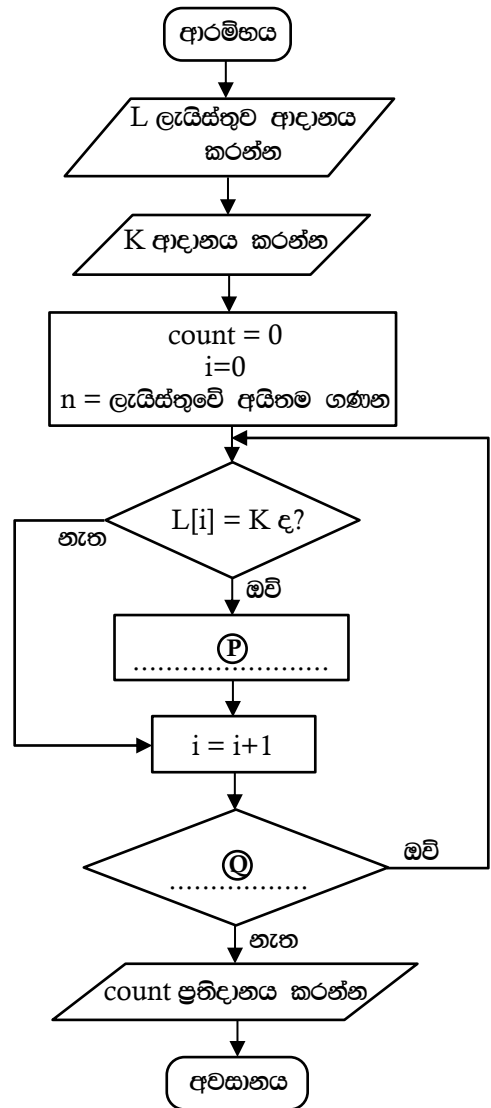 ආරම්භය
L ලැයිස්තුව ආදානය
කරන්න
K ආදානය කරන්න
count = 0
i=0
n = ලැයිස්තුවේ අයිතම ගණන
L[i] = K ද?
නැත
ඔව්
P
..........................
i = i+1
Q
..................
ඔව්
නැත
count ප්‍රතිදානය කරන්න
අවසානය